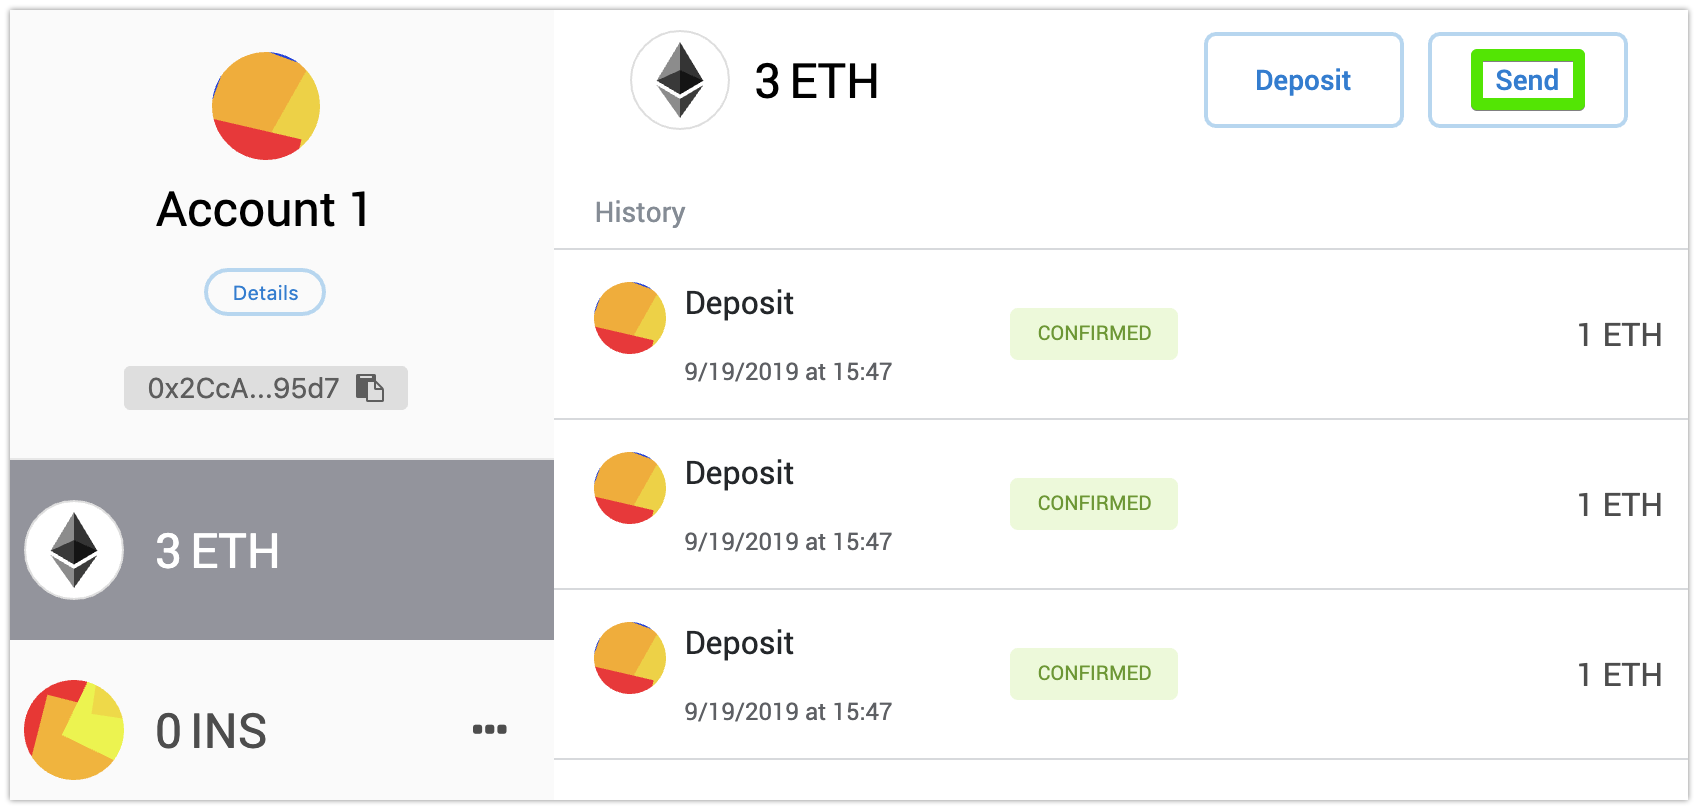 Account 1
Details
0x2CcA...95d7
3 ETH
0 INS
3 ETH
Deposit
Send
History
Deposit
9/19/2019 at 15:47
CONFIRMED
1 ETH
Deposit
9/19/2019 at 15:47
CONFIRMED
1 ETH
Deposit
9/19/2019 at 15:47
CONFIRMED
1 ETH